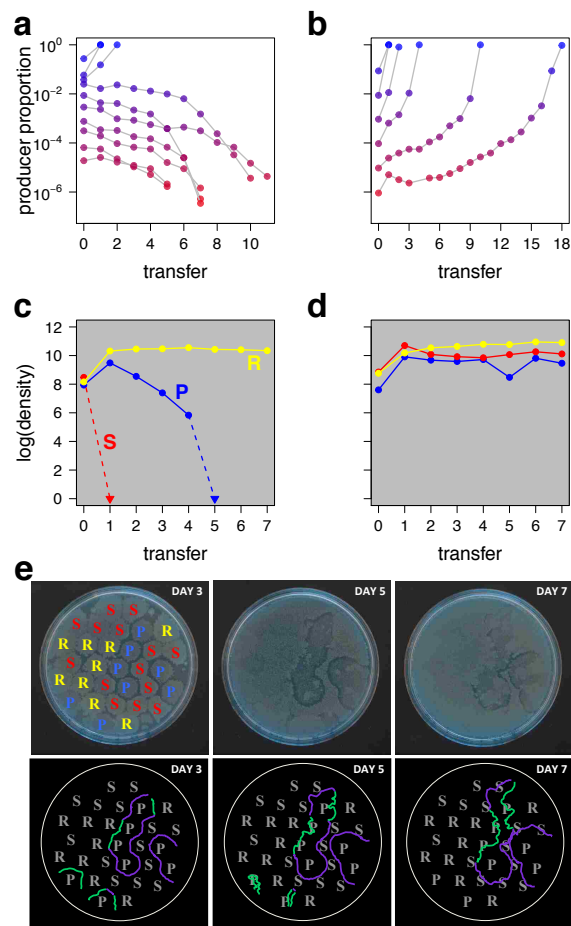 a
b
producer proportion
10^0
10^−2
10^−4
10^−6
0 2 4 6 8 10
0 3 6 9 12 15 18
transfer
transfer
c
d
log(density)
12
10
8
6
4
2
0
R
P
S
0 1 2 3 4 5 6 7
0 1 2 3 4 5 6 7
transfer
transfer
e
DAY 3
DAY 5
DAY 7
S S
S S S P R
R R R P S S
S R P S P
R R S P S P
P R S S S
R
DAY 3
DAY 5
DAY 7
S S
S S S P R
R R R S
S R P S P
R R S P S
P R S S S
P R